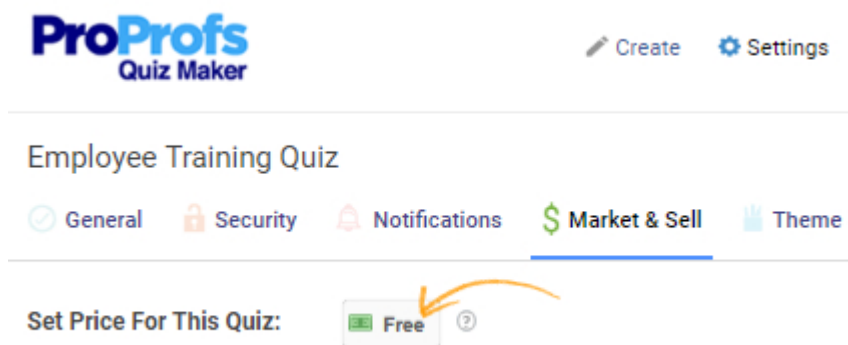 ProProfs
Quiz Maker
Create Settings
Employee Training Quiz
General Security Notifications $ Market & Sell Theme
Set Price For This Quiz: Free ?